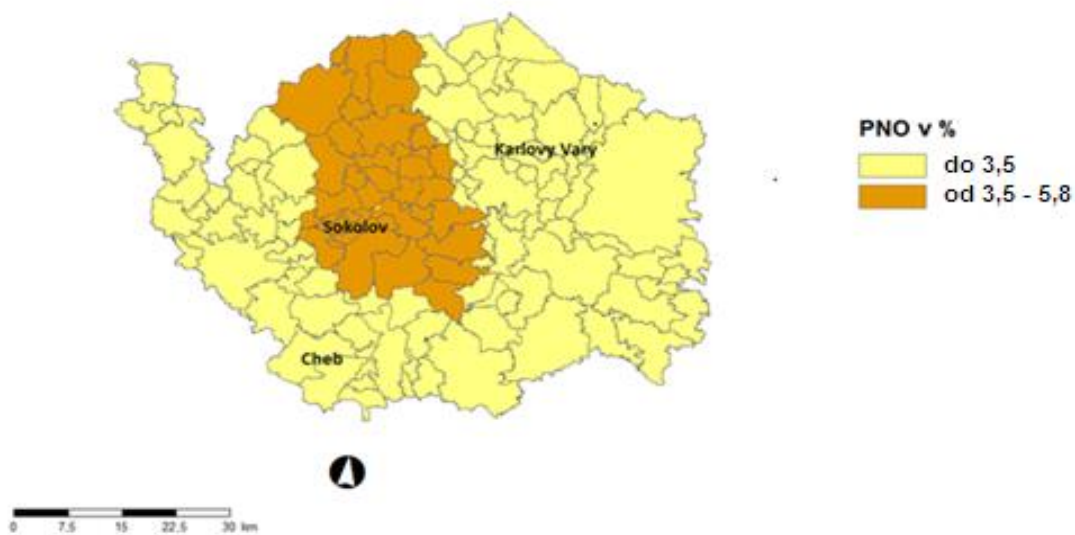 Karlovy Vary
Sokolov
Cheb
PNO v %
do 3,5
od 3,5 - 5,8
0 7,5 15 22,5 30 km